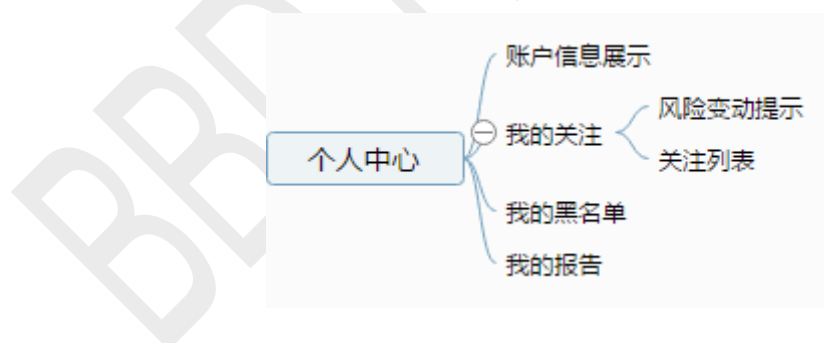 账户信息展示
风险变动提示
我的关注
个人中心
关注列表
我的黑名单
我的报告